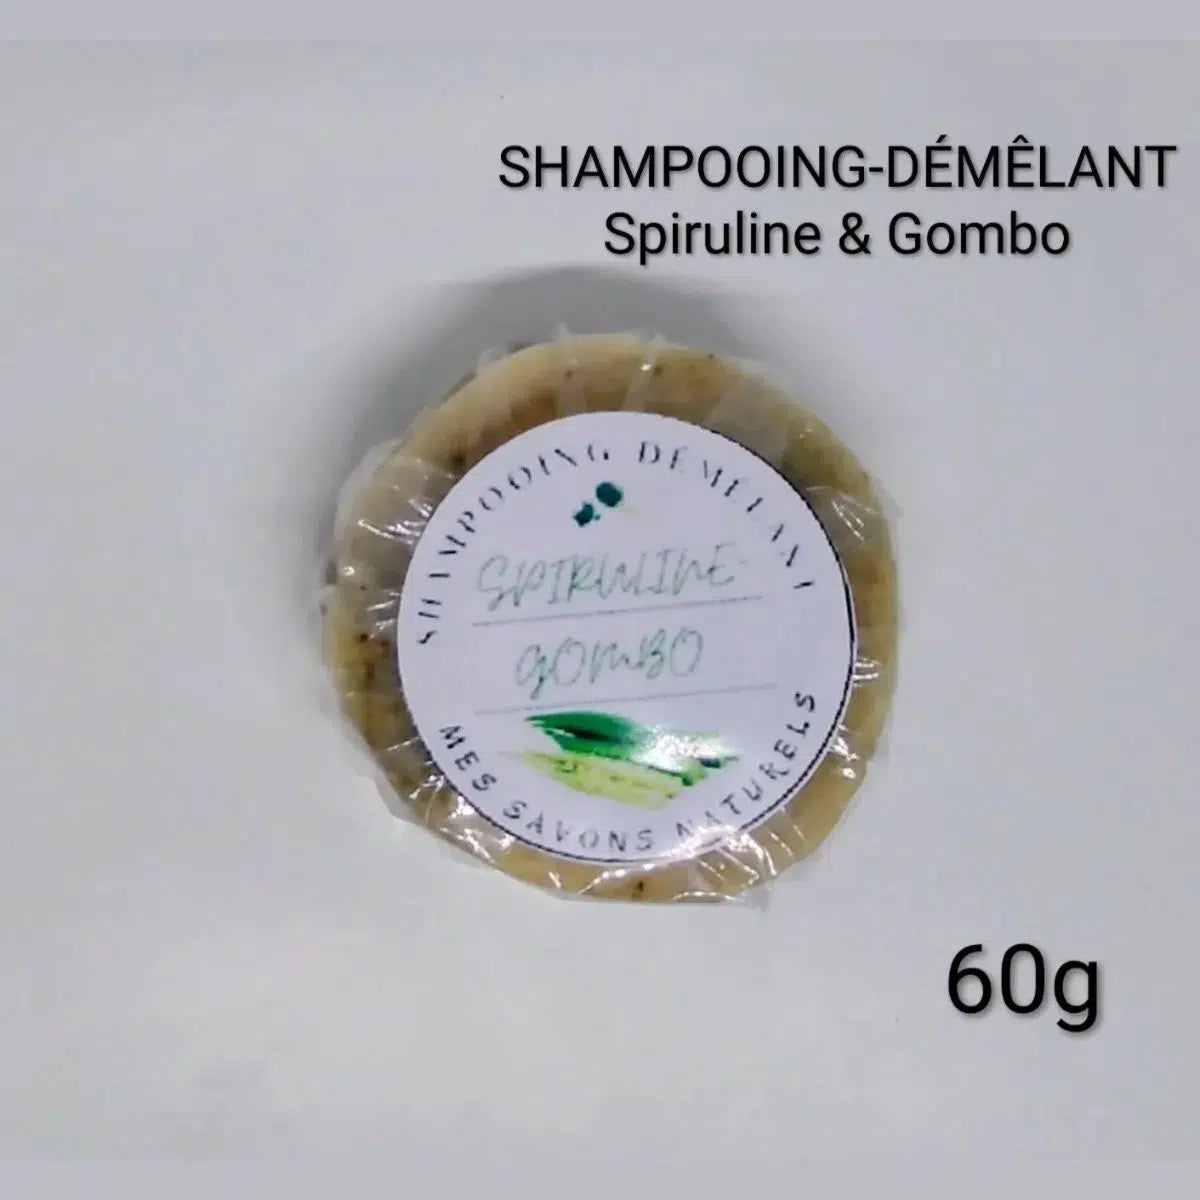 SHAMPOOING-DÉMÊLANT
Spiruline & Gombo
SHAMPOOING DÉMÊLANT
SPIRULINE-
GOMBO
MES SAVONS NATURELS
60g